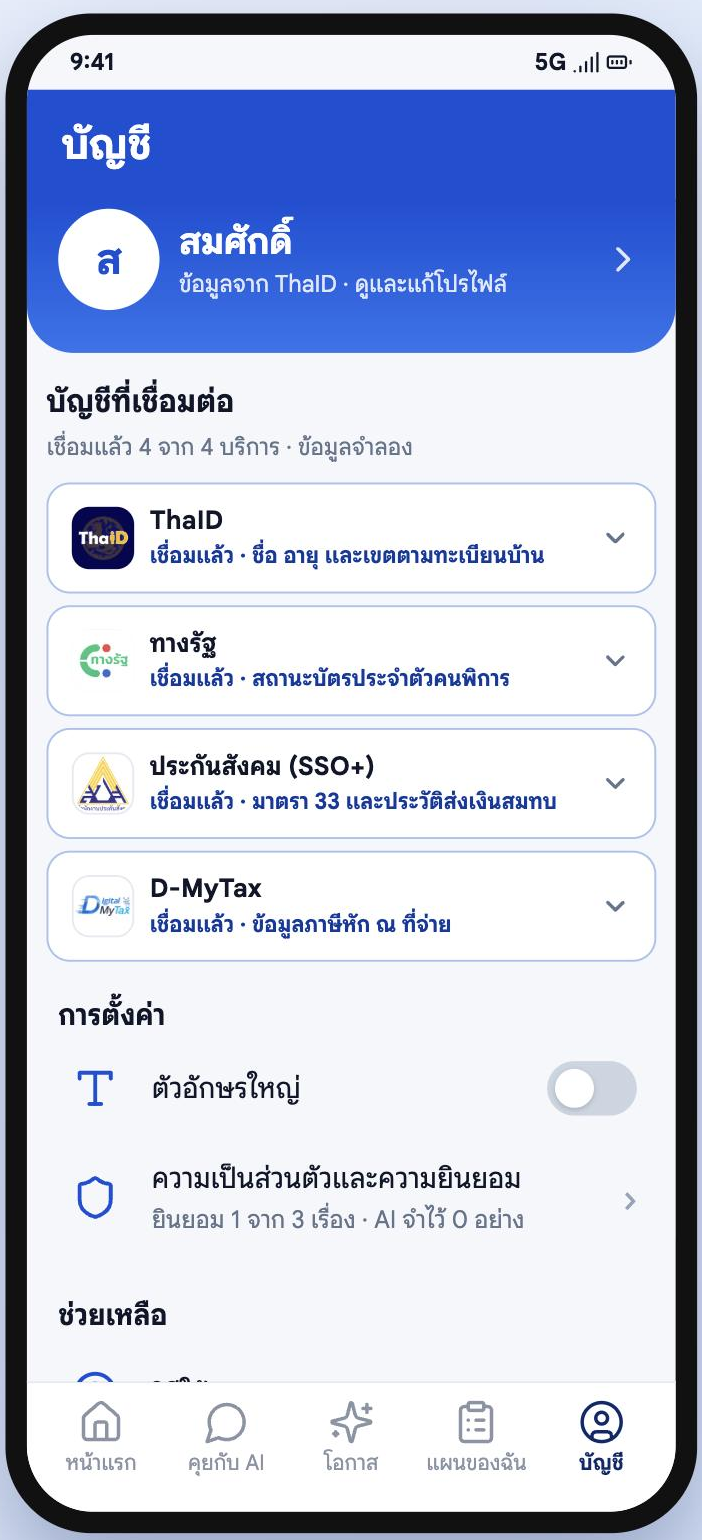 9:41
5G
บัญชี
ส
สมศักดิ์
ข้อมูลจาก ThaID · ดูและแก้โปรไฟล์
บัญชีที่เชื่อมต่อ
เชื่อมแล้ว 4 จาก 4 บริการ · ข้อมูลจำลอง
ThaiD
ThaID
เชื่อมแล้ว · ชื่อ อายุ และเขตตามทะเบียนบ้าน
ทางรัฐ
ทางรัฐ
เชื่อมแล้ว · สถานะบัตรประจำตัวคนพิการ
ประกันสังคม (SSO+)
เชื่อมแล้ว · มาตรา 33 และประวัติส่งเงินสมทบ
Digital MyTax
D-MyTax
เชื่อมแล้ว · ข้อมูลภาษีหัก ณ ที่จ่าย
การตั้งค่า
ตัวอักษรใหญ่
ความเป็นส่วนตัวและความยินยอม
ยินยอม 1 จาก 3 เรื่อง · AI จำไว้ 0 อย่าง
ช่วยเหลือ
หน้าแรก
คุยกับ AI
โอกาส
แผนของฉัน
บัญชี